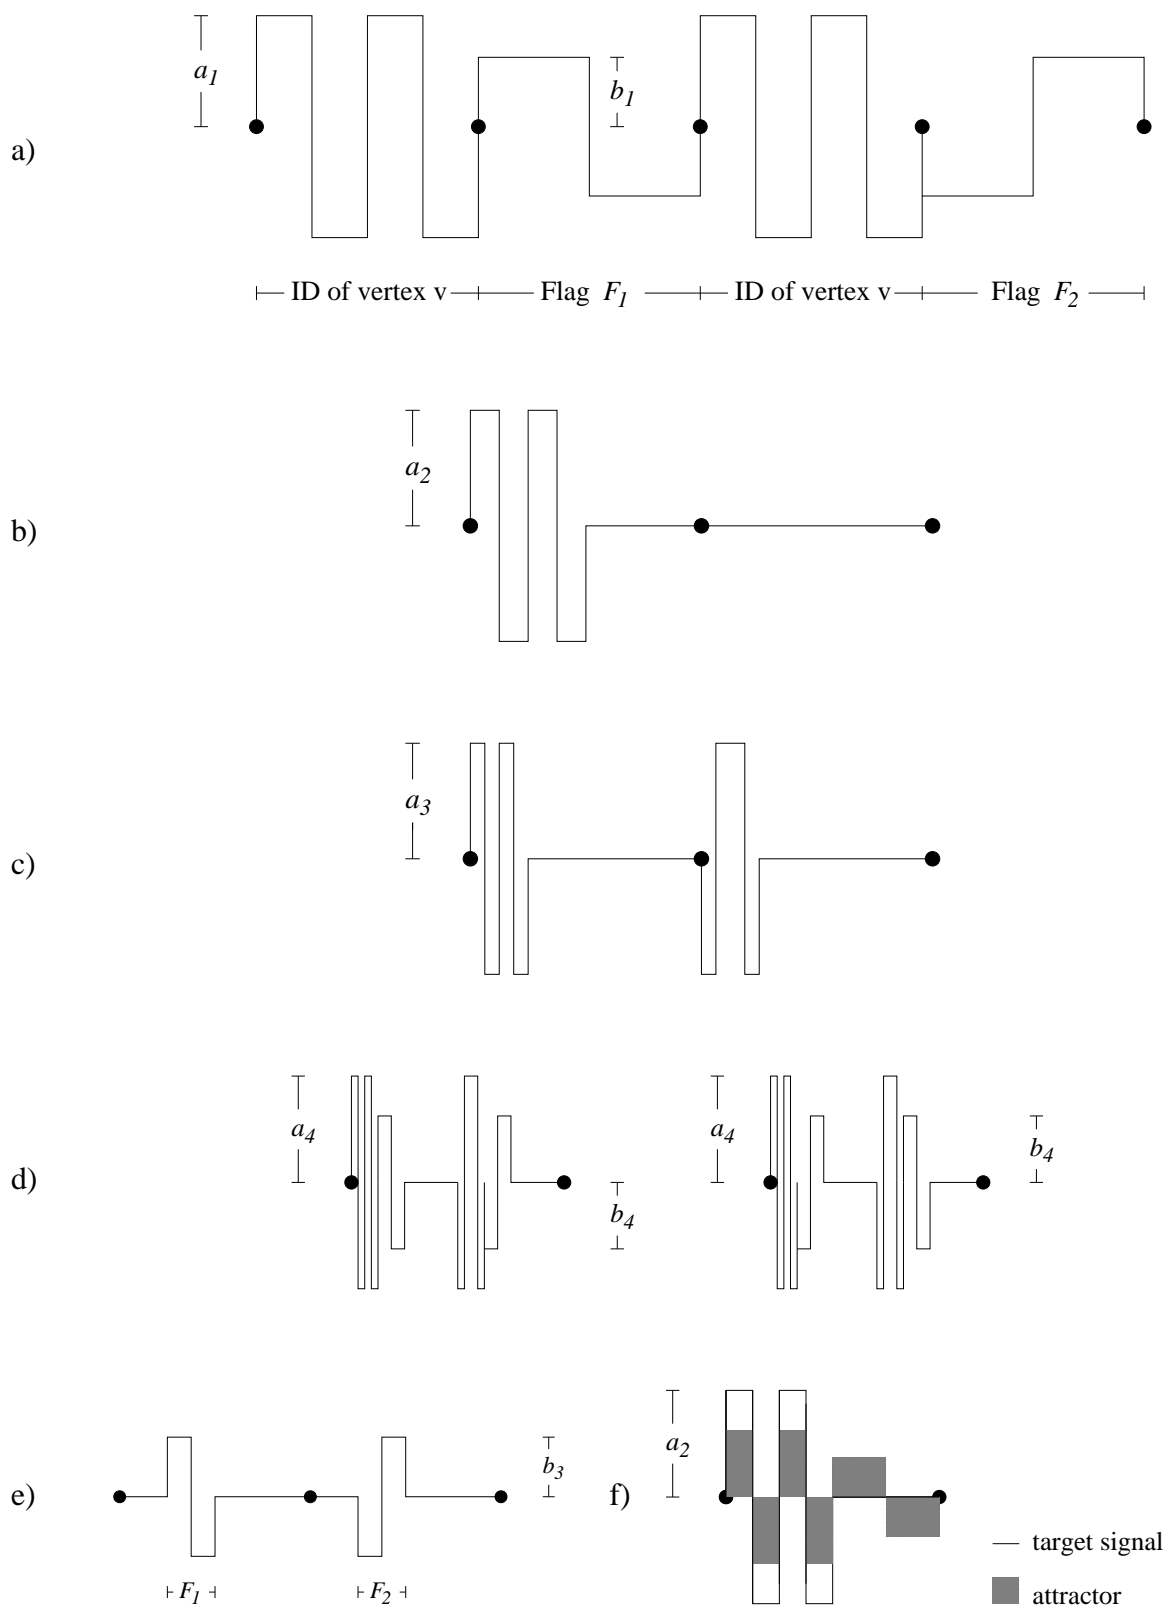 a₁
b₁
a)
ID of vertex v
Flag F₁
ID of vertex v
Flag F₂
a₂
b)
a₃
c)
a₄
a₄
b₄
d)
b₄
a₂
b₃
e)
f)
target signal
F₁
F₂
attractor